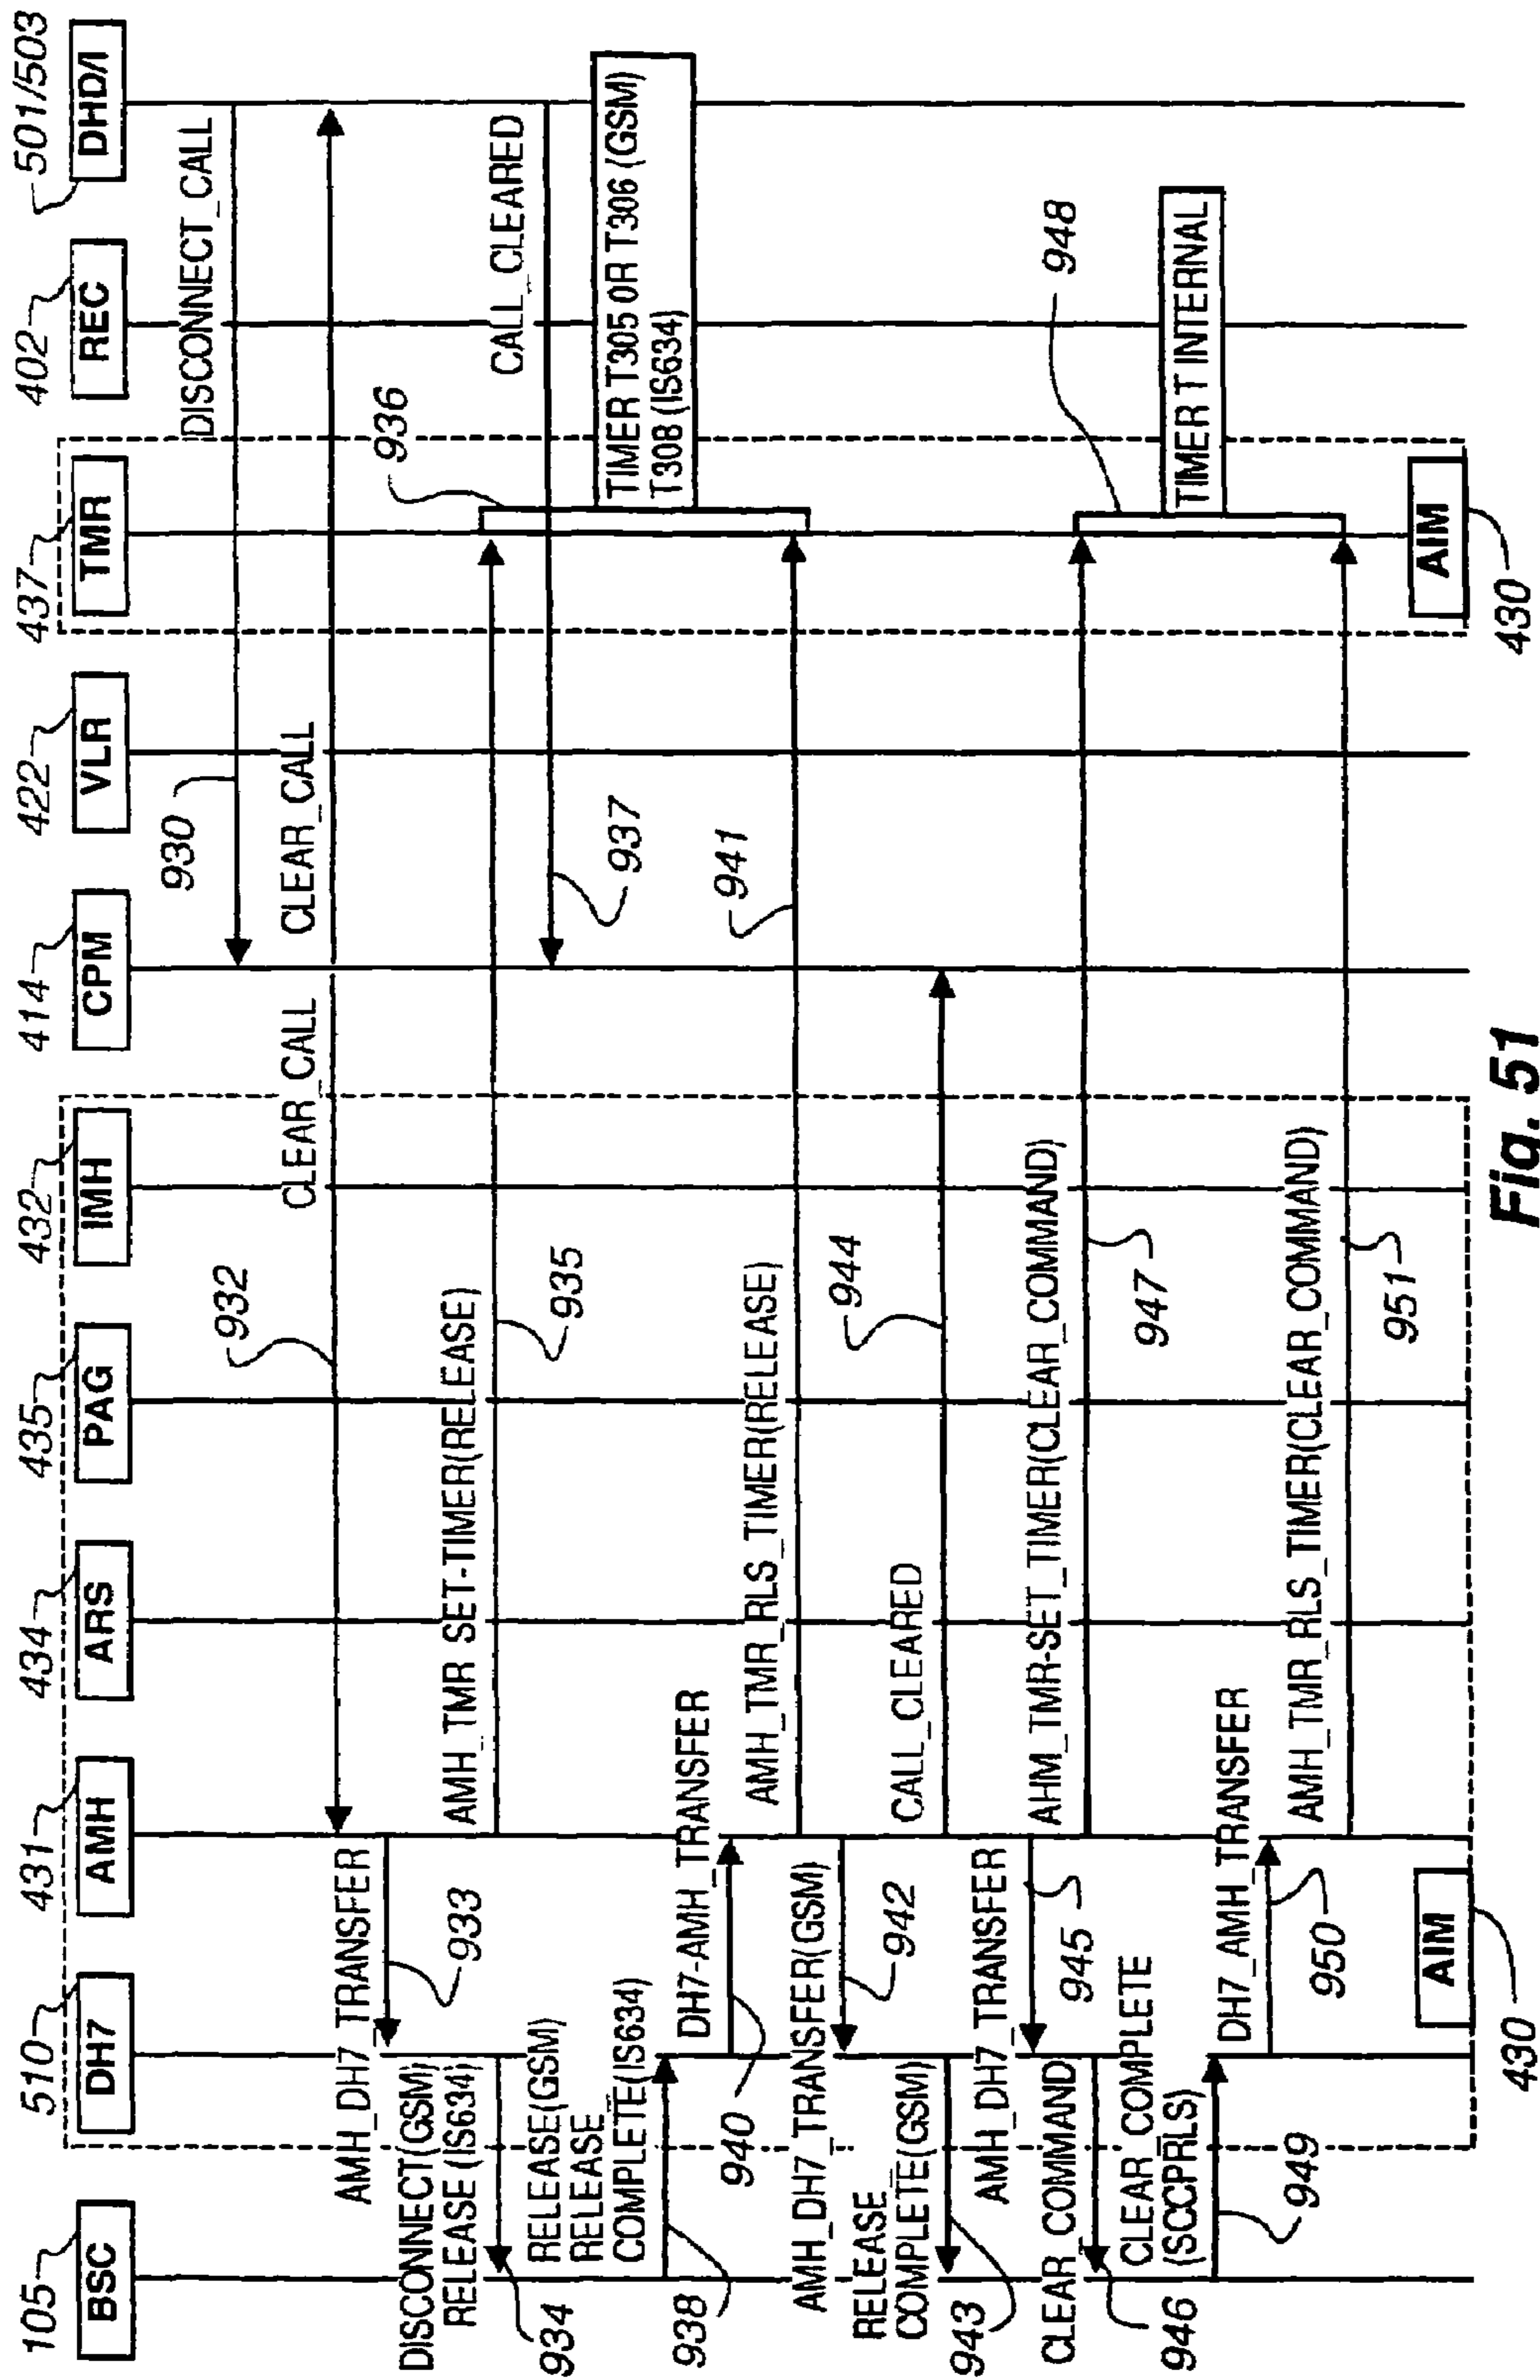 105
BSC
510
DH7
431
AMH
434
ARS
435
PAG
432
IMH
414
CPM
422
VLR
437
TMR
402
REC
501/503
DHD/I
930
DISCONNECT_CALL
932
CLEAR_CALL
CLEAR_CALL
AMH_DH7_TRANSFER
933
DISCONNECT(GSM)
RELEASE (IS634)
934
AMH_TMR_SET-TIMER(RELEASE)
935
936
CALL_CLEARED
937
TIMER T305 OR T306 (GSM)
T308 (IS634)
RELEASE(GSM)
RELEASE
COMPLETE(IS634)
938
DH7-AMH_TRANSFER
940
AMH_TMR_RLS_TIMER(RELEASE)
941
AMH_DH7_TRANSFER(GSM)
942
RELEASE
COMPLETE(GSM)
943
CALL_CLEARED
944
AMH_DH7_TRANSFER
945
CLEAR_COMMAND
946
AHM_TMR-SET_TIMER(CLEAR_COMMAND)
947
948
TIMER T INTERNAL
CLEAR_COMPLETE
(SCCPRLS)
949
DH7_AMH_TRANSFER
950
AMH_TMR_RLS_TIMER(CLEAR_COMMAND)
951
AIM
430
AIM
430
Fig. 51